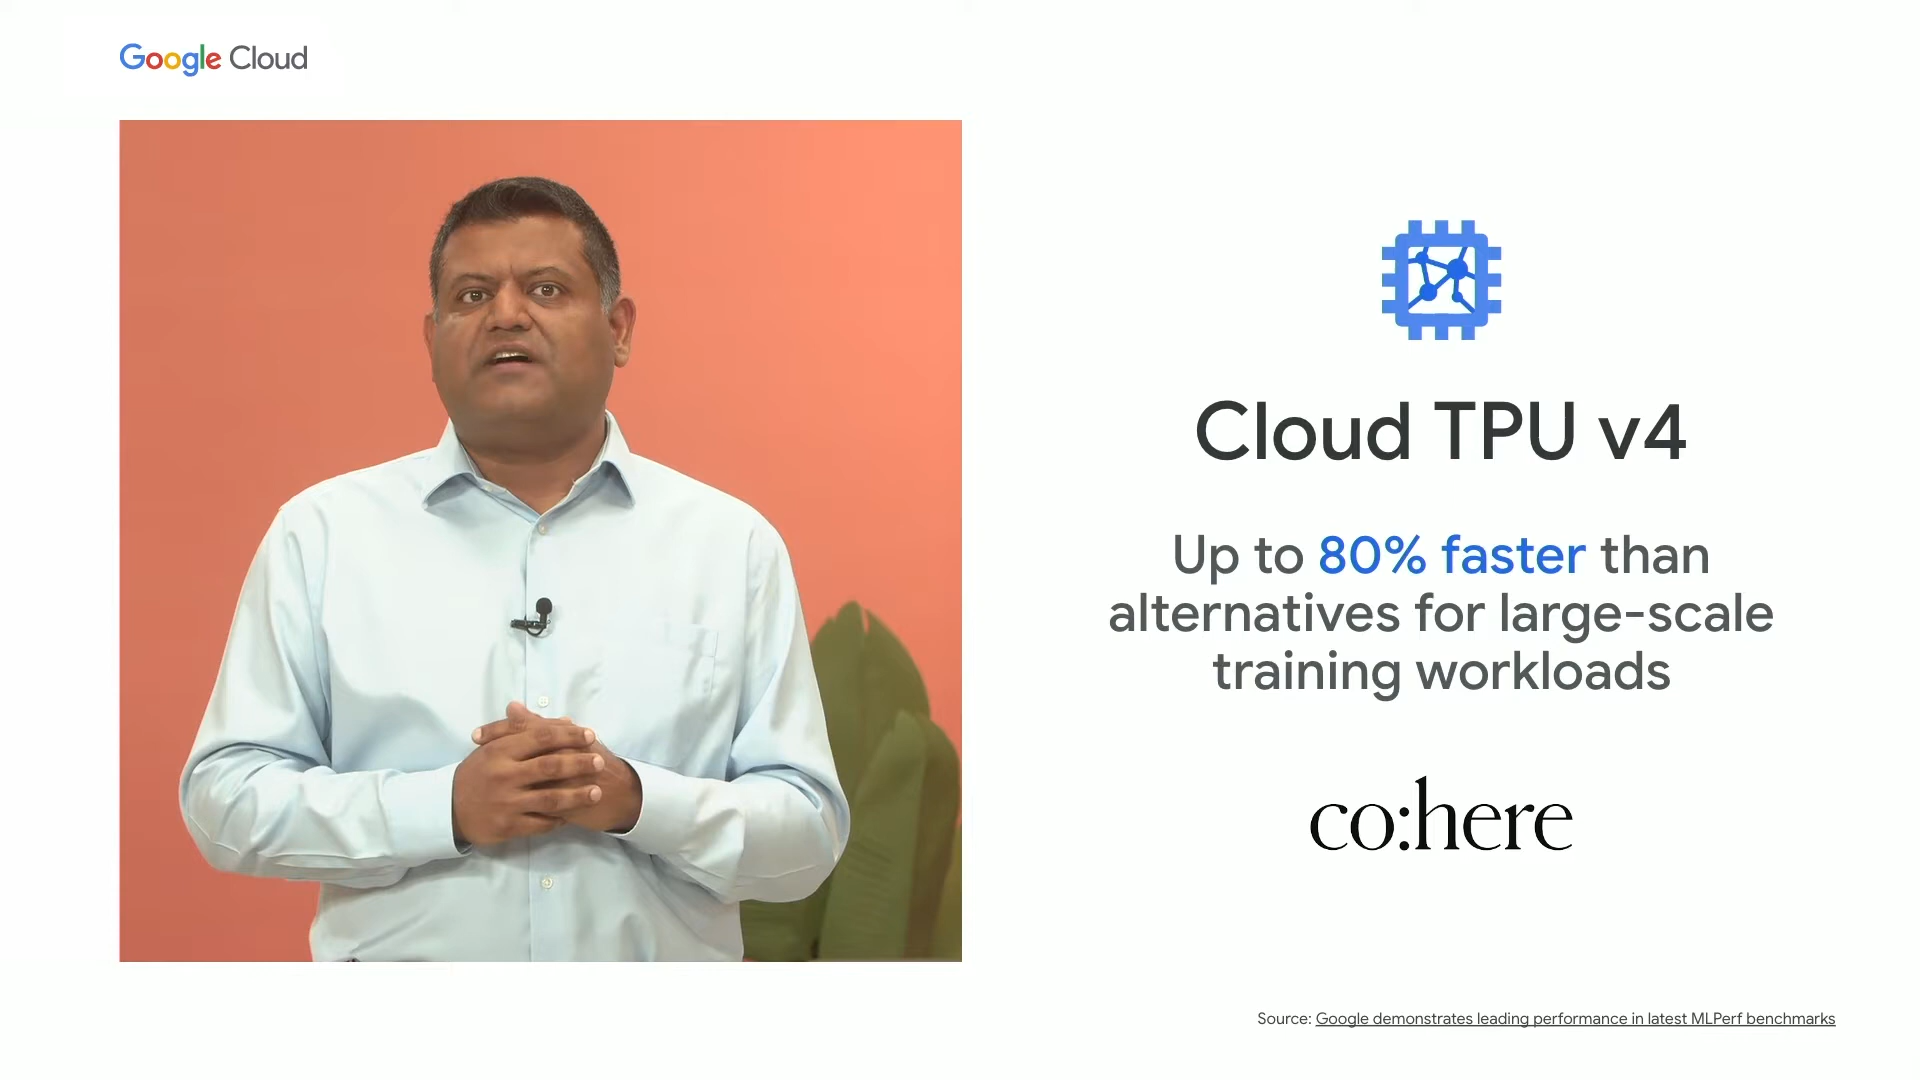 Google Cloud
Cloud TPU v4
Up to 80% faster than
alternatives for large-scale
training workloads
co:here
Source: Google demonstrates leading performance in latest MLPerf benchmarks